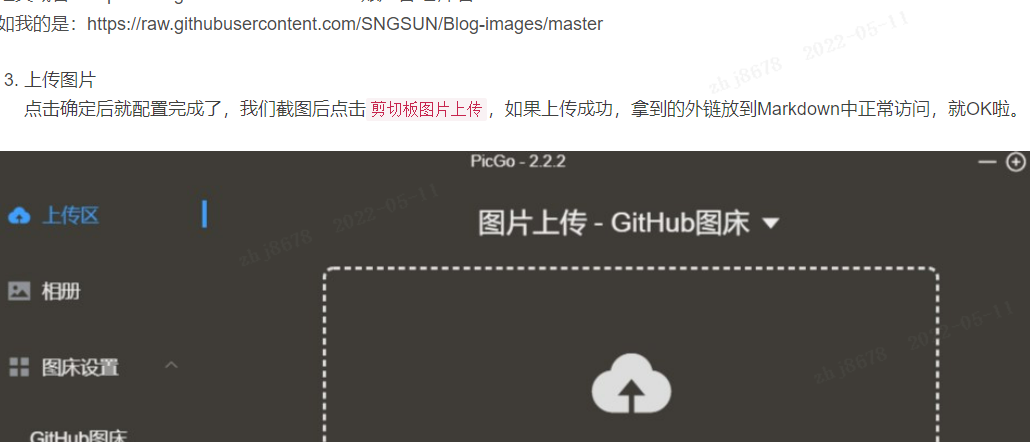 如我的是：https://raw.githubusercontent.com/SNGSUN/Blog-images/master
3. 上传图片
点击确定后就配置完成了，我们截图后点击 剪切板图片上传 ，如果上传成功，拿到的外链放到Markdown中正常访问，就OK啦。
zbj8678 2022-05-11
PicGo - 2.2.2
上传区
图片上传 - GitHub图床
zbj8678 2022-05-11
相册
图床设置
zbj8678 2022-05-11
GitHub图床